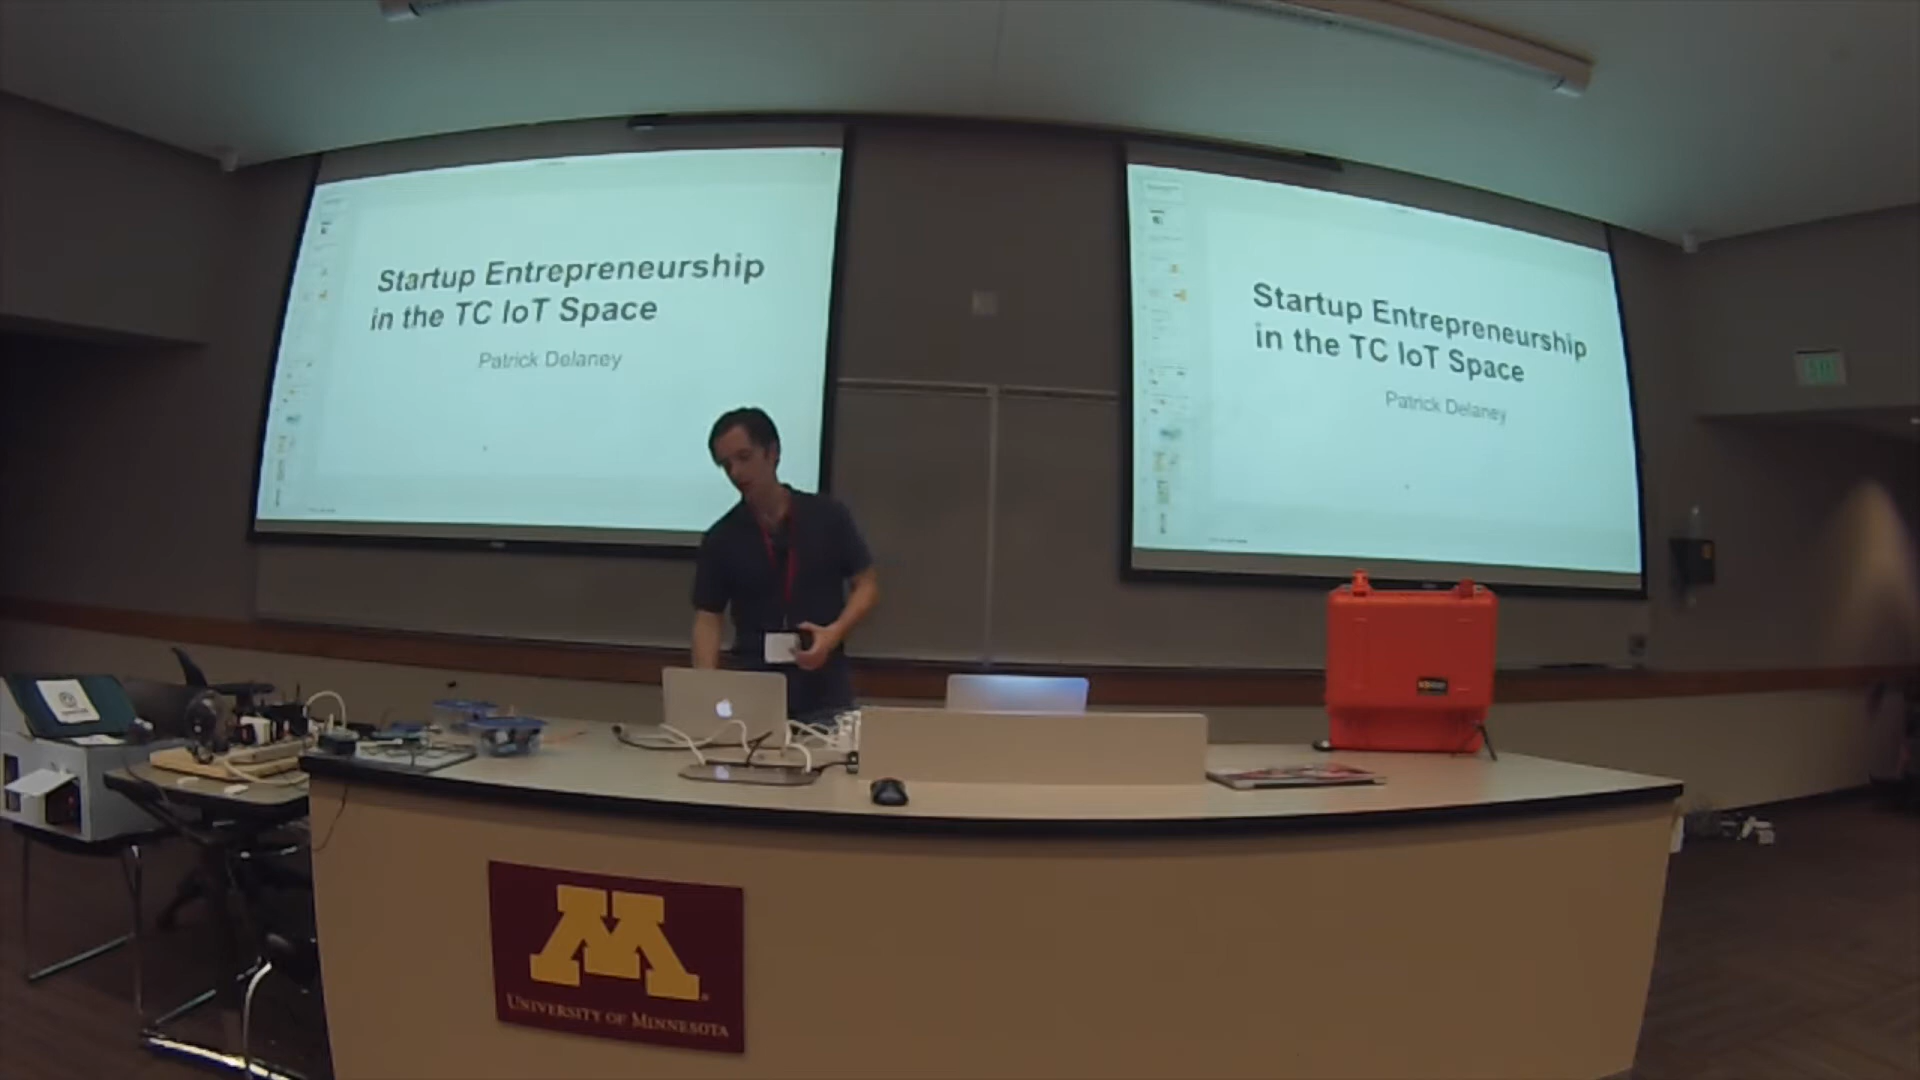 Startup Entrepreneurship
in the TC IoT Space
Patrick Delaney
Startup Entrepreneurship
in the TC IoT Space
Patrick Delaney
M
UNIVERSITY OF MINNESOTA